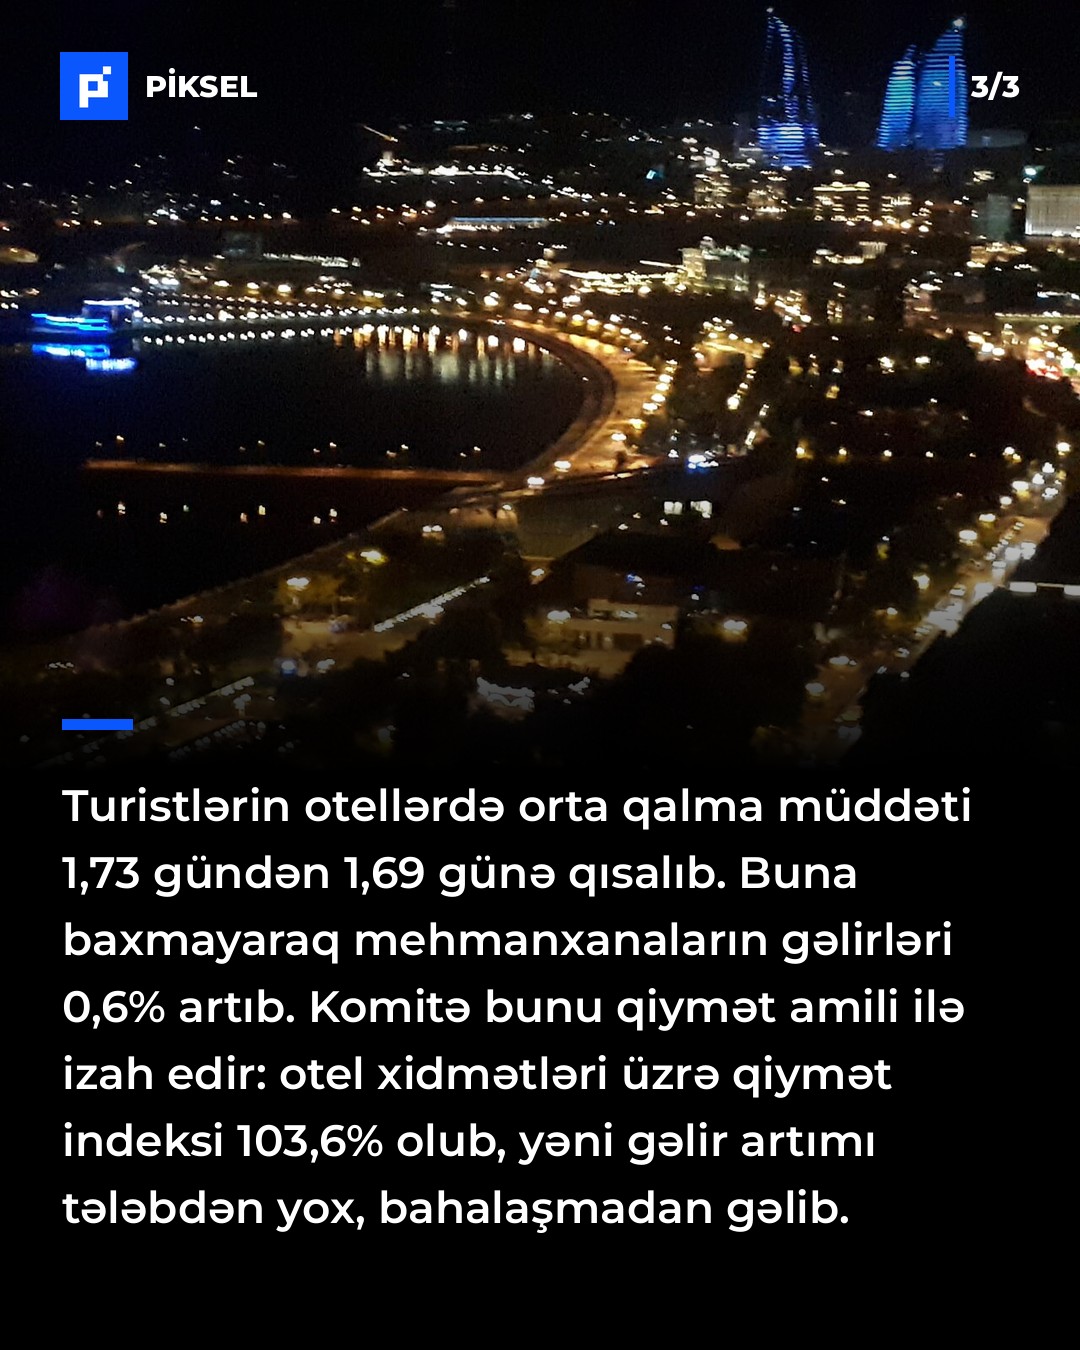 PİKSEL
3/3
Turistlərin otellərdə orta qalma müddəti
1,73 gündən 1,69 günə qısalıb. Buna
baxmayaraq mehmanxanaların gəlirləri
0,6% artıb. Komitə bunu qiymət amili ilə
izah edir: otel xidmətləri üzrə qiymət
indeksi 103,6% olub, yəni gəlir artımı
tələbdən yox, bahalaşmadan gəlib.